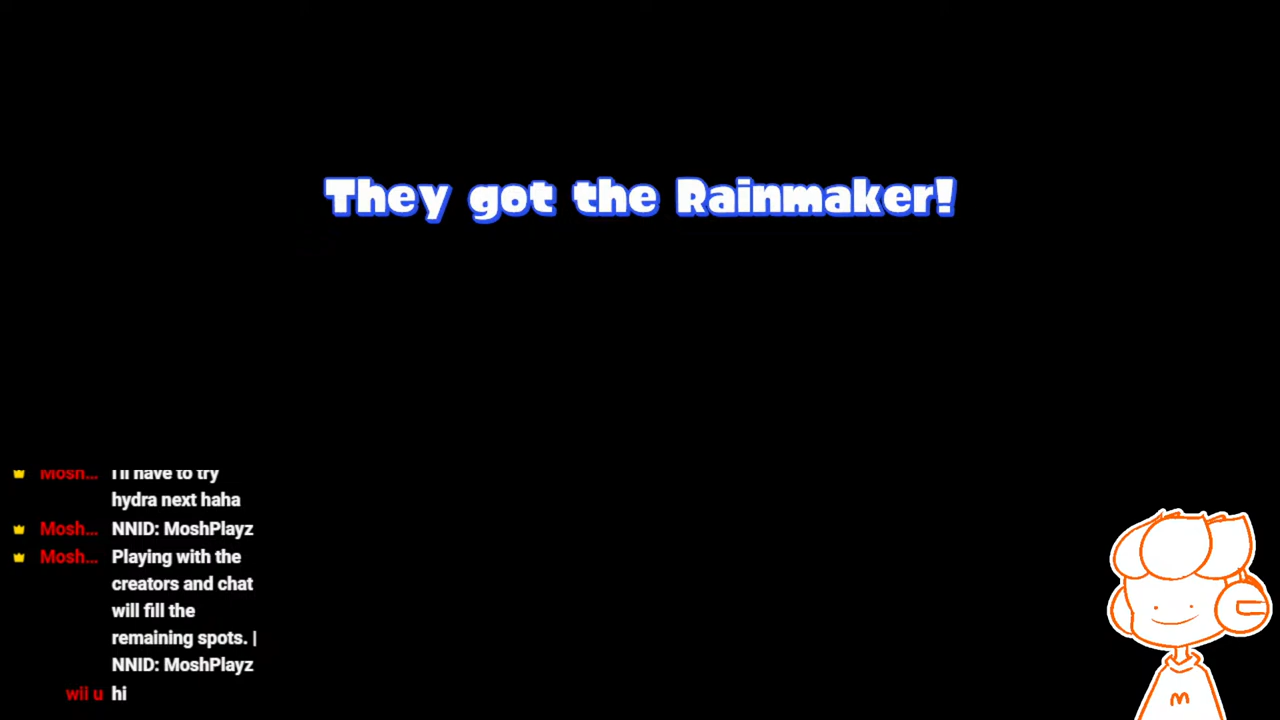 They got the Rainmaker!
Mosh... I'll have to try
hydra next haha
Mosh... NNID: MoshPlayz
Mosh... Playing with the
creators and chat
will fill the
remaining spots. |
NNID: MoshPlayz
wii u hi
m